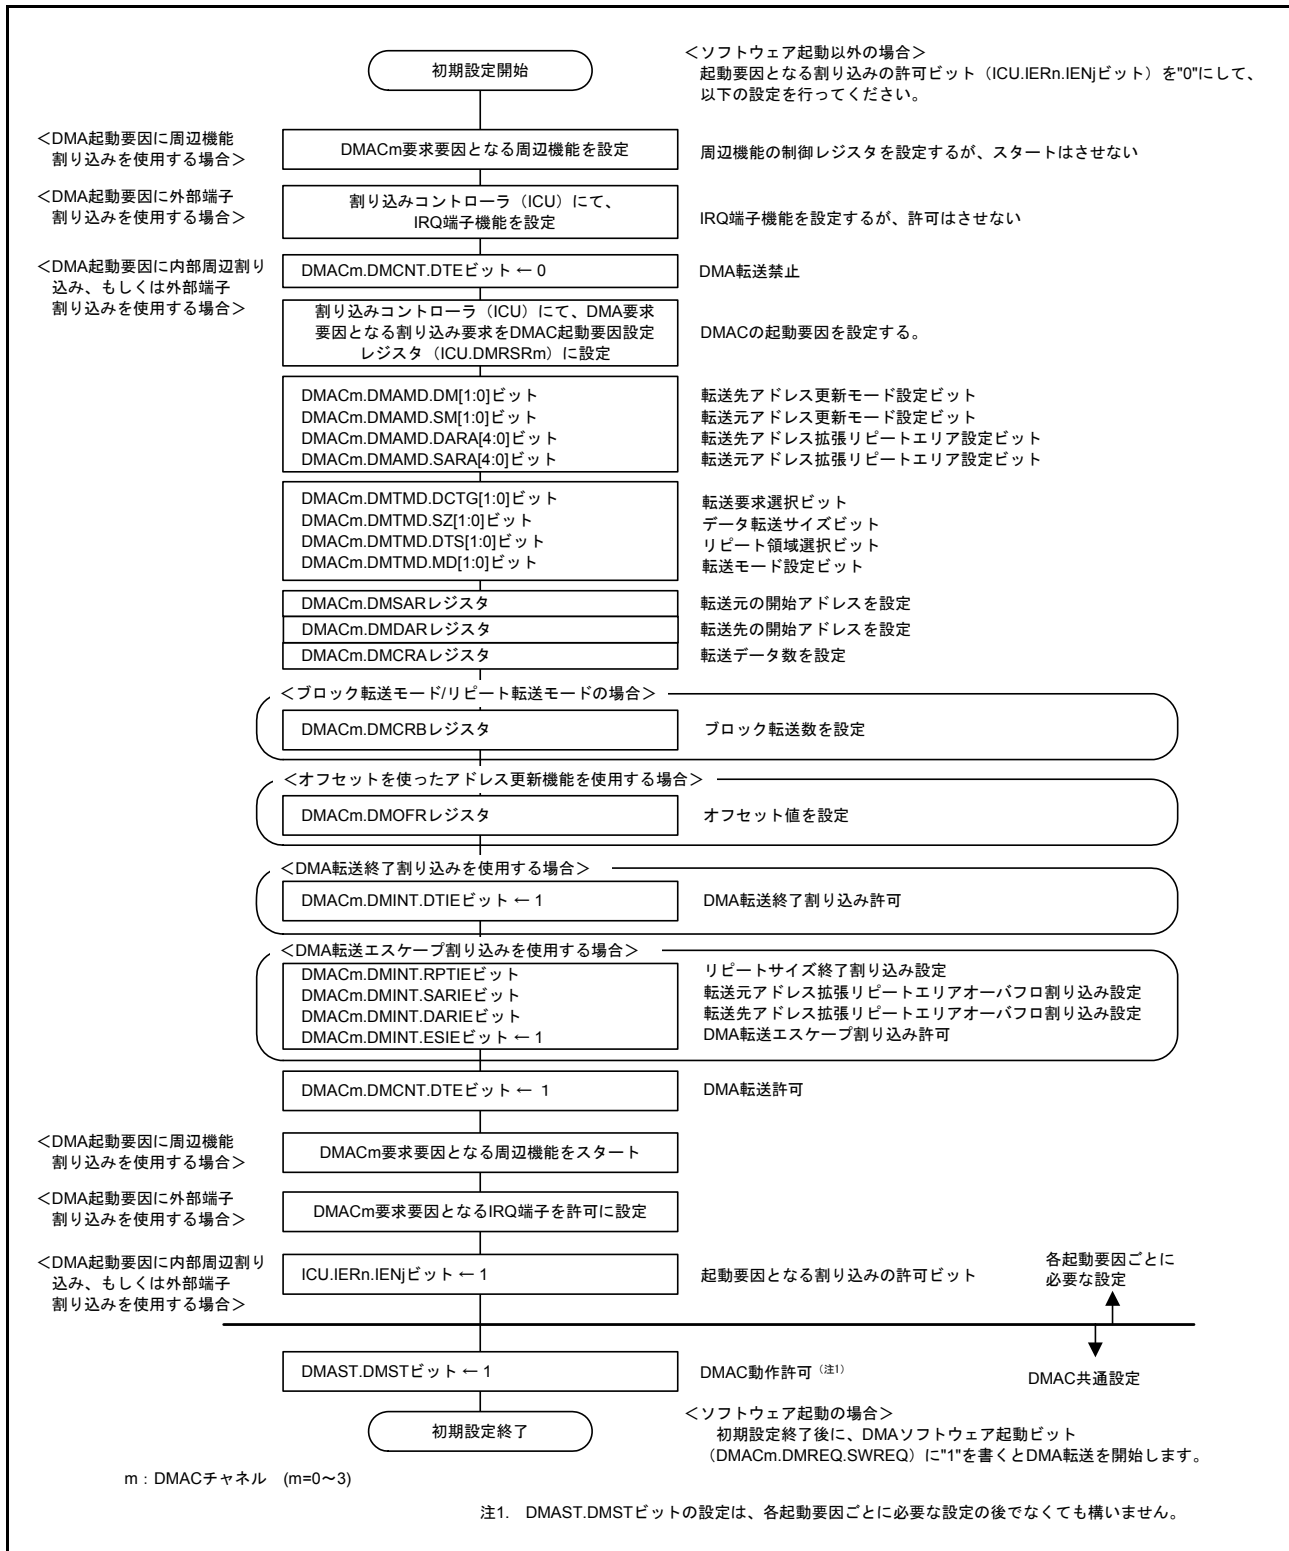 初期設定開始
＜ソフトウェア起動以外の場合＞
起動要因となる割り込みの許可ビット（ICU.IERn.IENjビット）を"0"にして、
以下の設定を行ってください。
＜DMA起動要因に周辺機能
割り込みを使用する場合＞
DMACm要求要因となる周辺機能を設定
周辺機能の制御レジスタを設定するが、スタートはさせない
＜DMA起動要因に外部端子
割り込みを使用する場合＞
割り込みコントローラ（ICU）にて、
IRQ端子機能を設定
IRQ端子機能を設定するが、許可はさせない
＜DMA起動要因に内部周辺割り
込み、もしくは外部端子
割り込みを使用する場合＞
DMACm.DMCNT.DTEビット ← 0
DMA転送禁止
割り込みコントローラ（ICU）にて、DMA要求
要因となる割り込み要求をDMAC起動要因設定
レジスタ（ICU.DMRSRm）に設定
DMACの起動要因を設定する。
DMACm.DMAMD.DM[1:0]ビット
転送先アドレス更新モード設定ビット
DMACm.DMAMD.SM[1:0]ビット
転送元アドレス更新モード設定ビット
DMACm.DMAMD.DARA[4:0]ビット
転送先アドレス拡張リピートエリア設定ビット
DMACm.DMAMD.SARA[4:0]ビット
転送元アドレス拡張リピートエリア設定ビット
DMACm.DMTMD.DCTG[1:0]ビット
転送要求選択ビット
DMACm.DMTMD.SZ[1:0]ビット
データ転送サイズビット
DMACm.DMTMD.DTS[1:0]ビット
リピート領域選択ビット
DMACm.DMTMD.MD[1:0]ビット
転送モード設定ビット
DMACm.DMSARレジスタ
転送元の開始アドレスを設定
DMACm.DMDARレジスタ
転送先の開始アドレスを設定
DMACm.DMCRAレジスタ
転送データ数を設定
＜ブロック転送モード/リピート転送モードの場合＞
DMACm.DMCRBレジスタ
ブロック転送数を設定
＜オフセットを使ったアドレス更新機能を使用する場合＞
DMACm.DMOFRレジスタ
オフセット値を設定
＜DMA転送終了割り込みを使用する場合＞
DMACm.DMINT.DTIEビット ← 1
DMA転送終了割り込み許可
＜DMA転送エスケープ割り込みを使用する場合＞
DMACm.DMINT.RPTIEビット
リピートサイズ終了割り込み設定
DMACm.DMINT.SARIEビット
転送元アドレス拡張リピートエリアオーバフロ割り込み設定
DMACm.DMINT.DARIEビット
転送先アドレス拡張リピートエリアオーバフロ割り込み設定
DMACm.DMINT.ESIEビット ← 1
DMA転送エスケープ割り込み許可
DMACm.DMCNT.DTEビット ← 1
DMA転送許可
＜DMA起動要因に周辺機能
割り込みを使用する場合＞
DMACm要求要因となる周辺機能をスタート
＜DMA起動要因に外部端子
割り込みを使用する場合＞
DMACm要求要因となるIRQ端子を許可に設定
＜DMA起動要因に内部周辺割り
込み、もしくは外部端子
割り込みを使用する場合＞
ICU.IERn.IENjビット ← 1
起動要因となる割り込みの許可ビット
各起動要因ごとに
必要な設定
DMAST.DMSTビット ← 1
DMAC動作許可（注1）
DMAC共通設定
初期設定終了
＜ソフトウェア起動の場合＞
初期設定終了後に、DMAソフトウェア起動ビット
（DMACm.DMREQ.SWREQ）に"1"を書くとDMA転送を開始します。
m：DMACチャネル (m=0〜3)
注1. DMAST.DMSTビットの設定は、各起動要因ごとに必要な設定の後でなくても構いません。